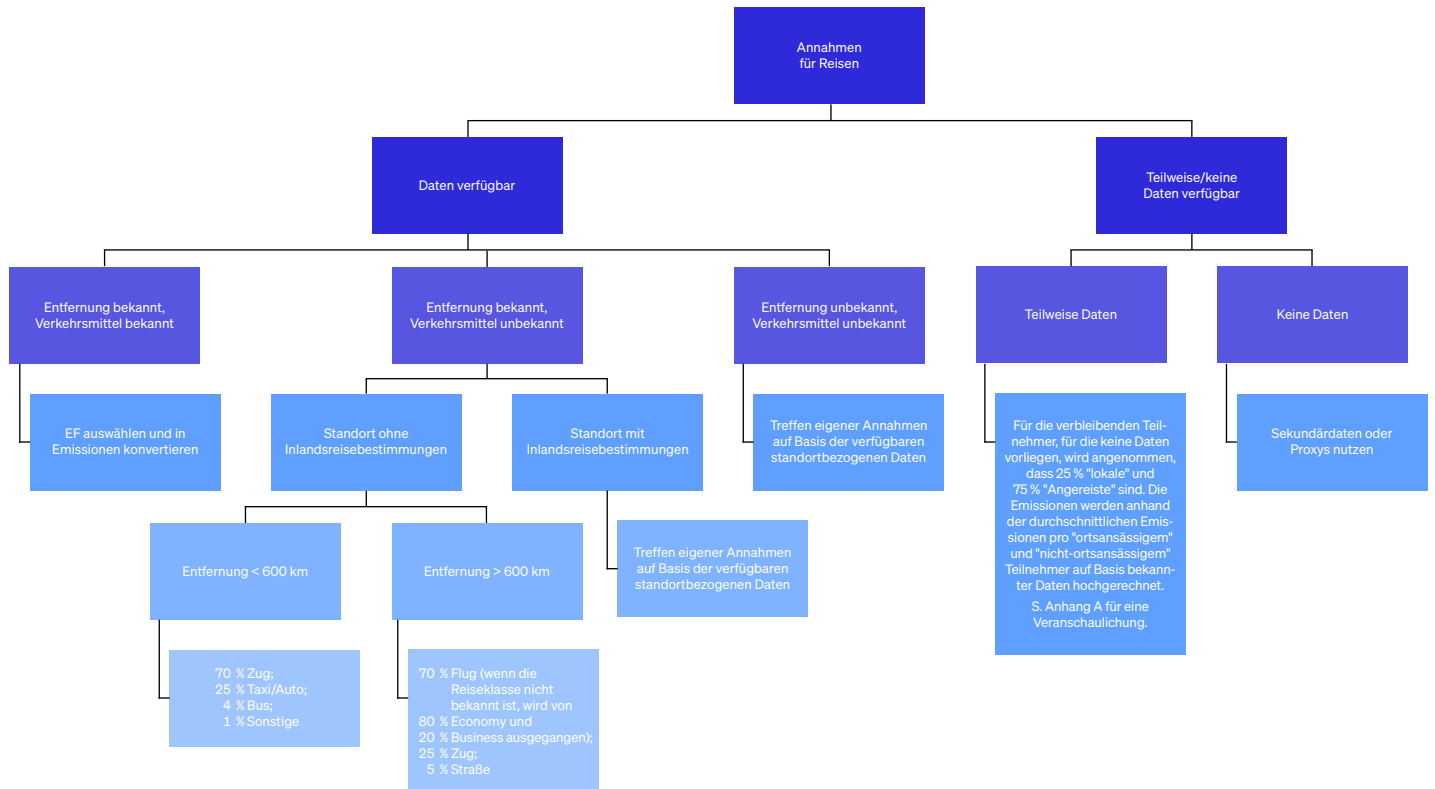 Annahmen
für Reisen
Daten verfügbar
Teilweise/keine
Daten verfügbar
Entfernung bekannt,
Verkehrsmittel bekannt
Entfernung bekannt,
Verkehrsmittel unbekannt
Entfernung unbekannt,
Verkehrsmittel unbekannt
Teilweise Daten
Keine Daten
EF auswählen und in
Emissionen konvertieren
Standort ohne
Inlandsreisebestimmungen
Standort mit
Inlandsreisebestimmungen
Treffen eigener Annahmen
auf Basis der verfügbaren
standortbezogenen Daten
Für die verbleibenden Teil-
nehmer, für die keine Daten
vorliegen, wird angenommen,
dass 25 % "lokale" und
75 % "Angereiste" sind. Die
Emissionen werden anhand
der durchschnittlichen Emis-
sionen pro "ortsansässigem"
und "nicht-ortsansässigem"
Teilnehmer auf Basis bekann-
ter Daten hochgerechnet.
S. Anhang A für eine
Veranschaulichung.
Sekundärdaten oder
Proxys nutzen
Entfernung < 600 km
Entfernung > 600 km
Treffen eigener Annahmen
auf Basis der verfügbaren
standortbezogenen Daten
70 % Zug;
25 % Taxi/Auto;
4 % Bus;
1 % Sonstige
70 % Flug (wenn die
Reiseklasse nicht
bekannt ist, wird von
80 % Economy und
20 % Business ausgegangen);
25 % Zug;
5 % Straße